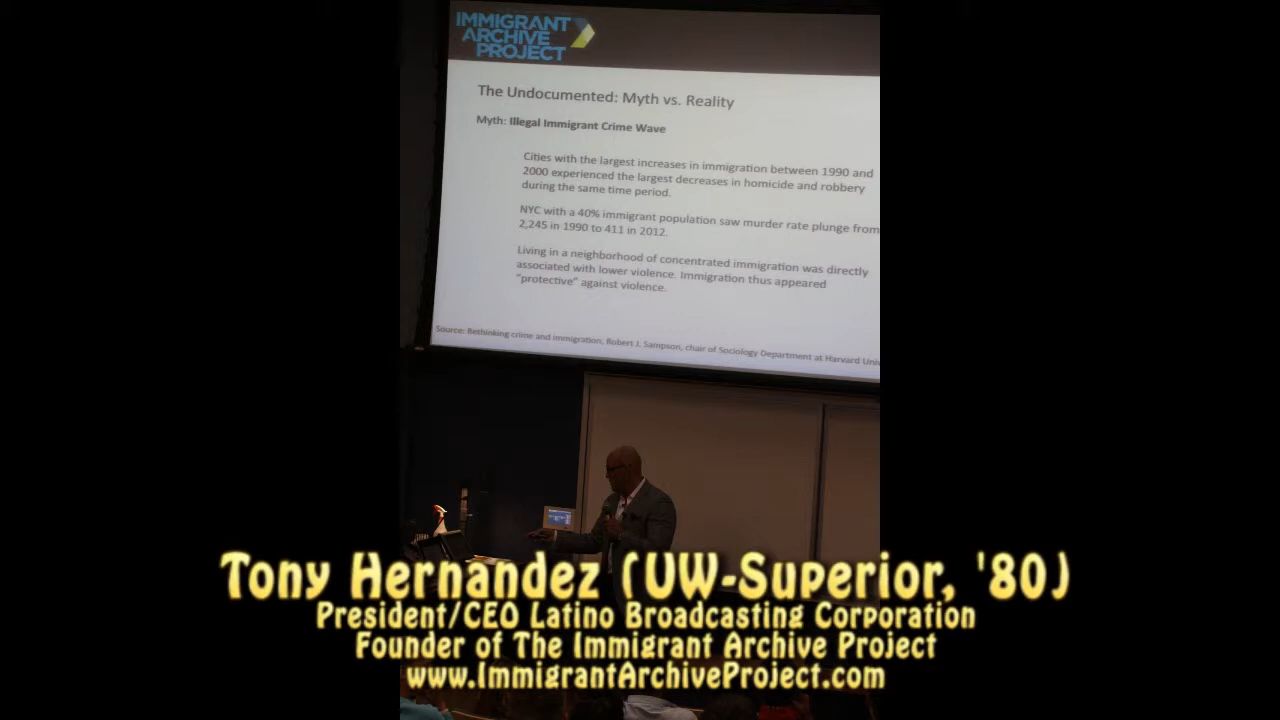 IMMIGRANT
ARCHIVE
PROJECT
The Undocumented: Myth vs. Reality
Myth: Illegal Immigrant Crime Wave
Cities with the largest increases in immigration between 1990 and
2000 experienced the largest decreases in homicide and robbery
during the same time period.
NYC with a 40% immigrant population saw murder rate plunge from
2,245 in 1990 to 411 in 2012.
Living in a neighborhood of concentrated immigration was directly
associated with lower violence. Immigration thus appeared
"protective" against violence.
Source: Rethinking crime and immigration, Robert J. Sampson, chair of Sociology Department at Harvard Univ
Tony Hernandez (UW-Superior, '80)
President/CEO Latino Broadcasting Corporation
Founder of The Immigrant Archive Project
www.ImmigrantArchiveProject.com